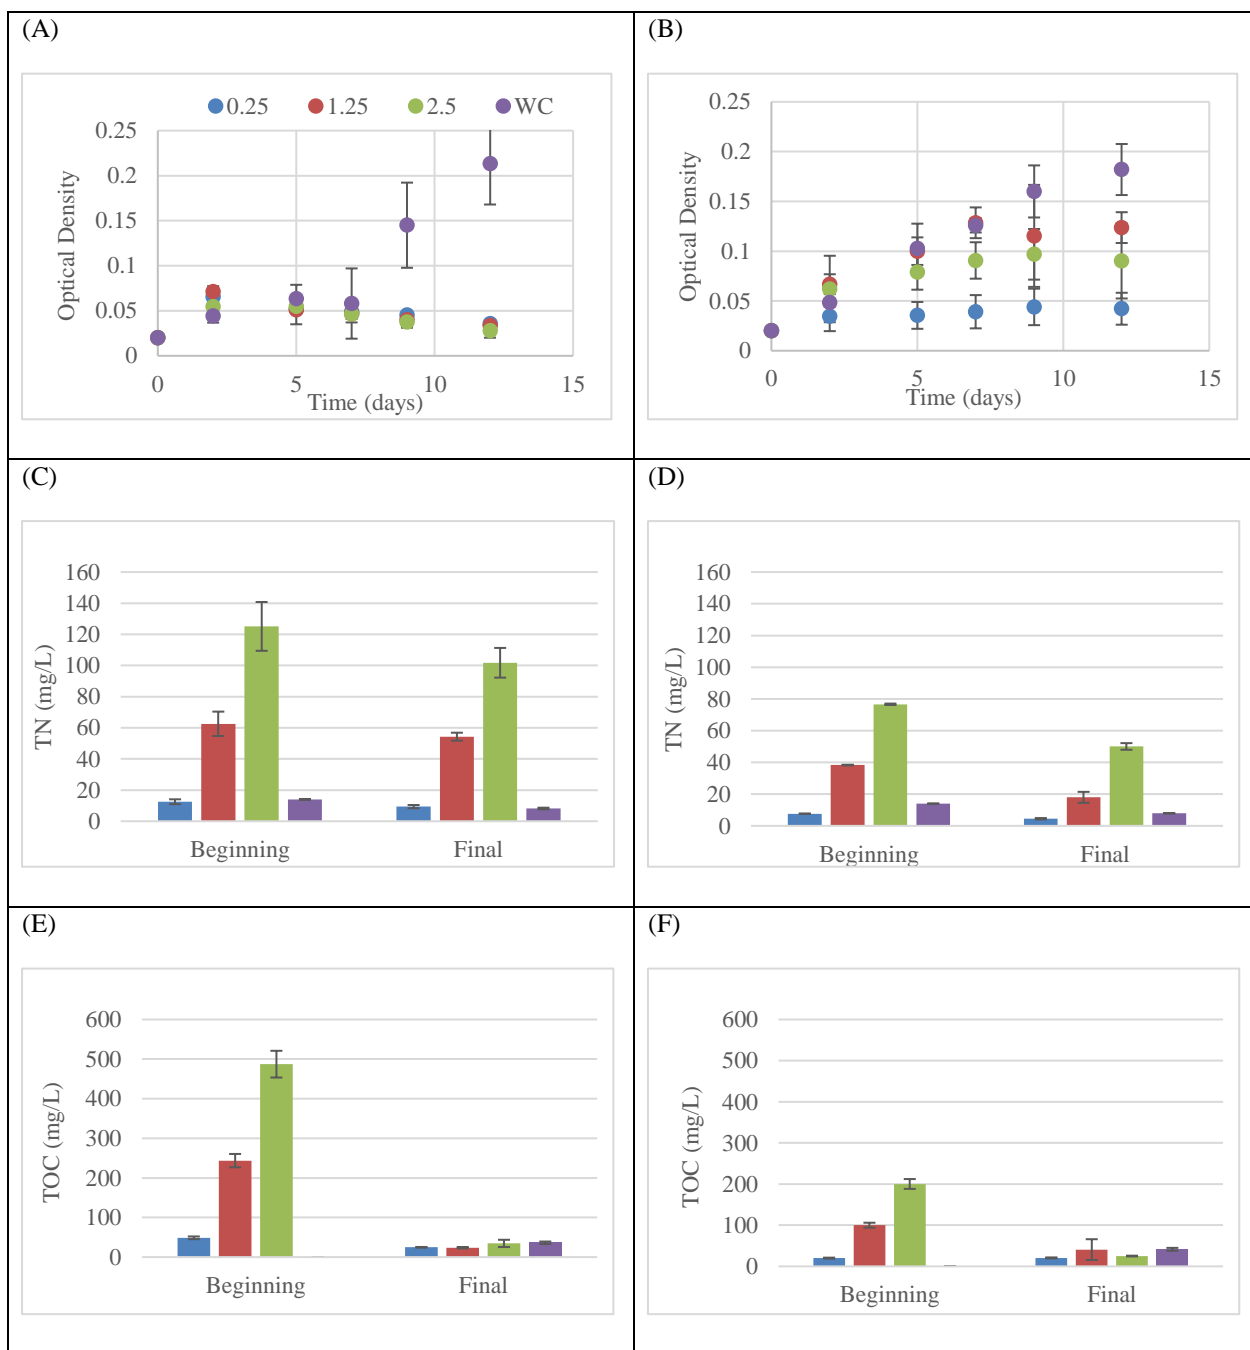 (A)
0.25 1.25 2.5 WC
0.25
0.2
0.15
0.1
0.05
0
0 5 10 15
Optical Density
Time (days)
(B)
0.25
0.2
0.15
0.1
0.05
0
0 5 10 15
Optical Density
Time (days)
(C)
160
140
120
100
80
60
40
20
0
TN (mg/L)
Beginning Final
(D)
160
140
120
100
80
60
40
20
0
TN (mg/L)
Beginning Final
(E)
600
500
400
300
200
100
0
TOC (mg/L)
Beginning Final
(F)
600
500
400
300
200
100
0
TOC (mg/L)
Beginning Final